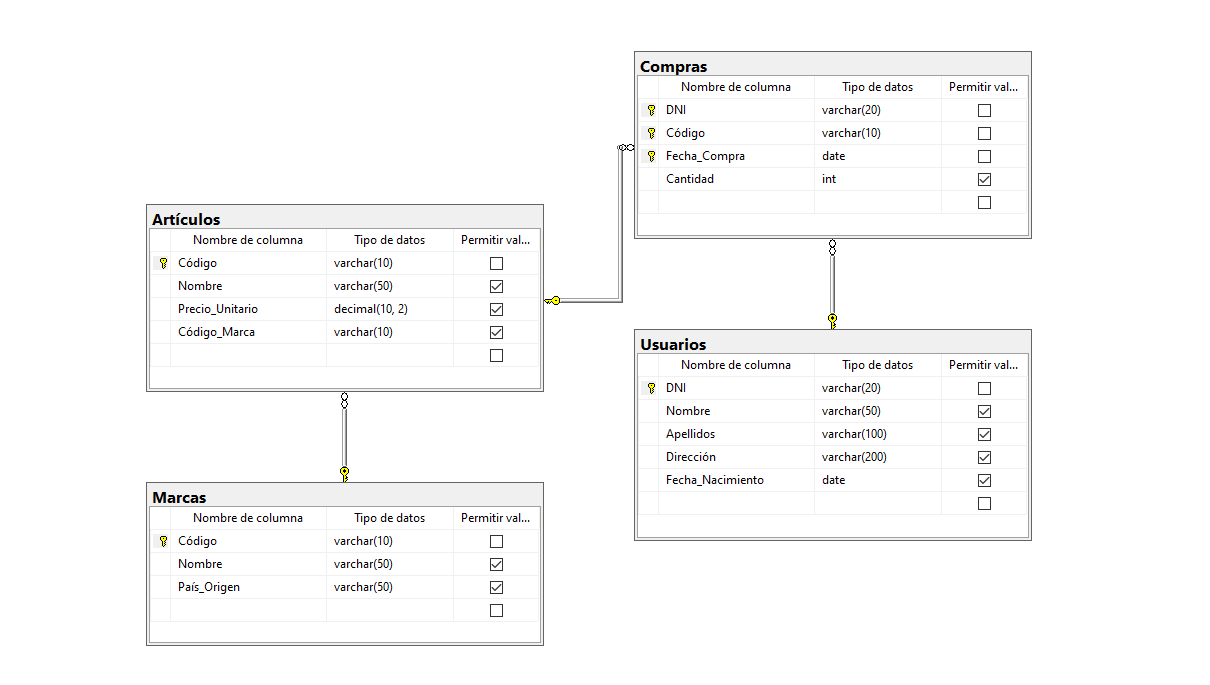 Compras
Nombre de columna Tipo de datos Permitir val...
DNI varchar(20)
Código varchar(10)
Fecha_Compra date
Cantidad int
Artículos
Nombre de columna Tipo de datos Permitir val...
Código varchar(10)
Nombre varchar(50)
Precio_Unitario decimal(10, 2)
Código_Marca varchar(10)
Usuarios
Nombre de columna Tipo de datos Permitir val...
DNI varchar(20)
Nombre varchar(50)
Apellidos varchar(100)
Dirección varchar(200)
Fecha_Nacimiento date
Marcas
Nombre de columna Tipo de datos Permitir val...
Código varchar(10)
Nombre varchar(50)
País_Origen varchar(50)